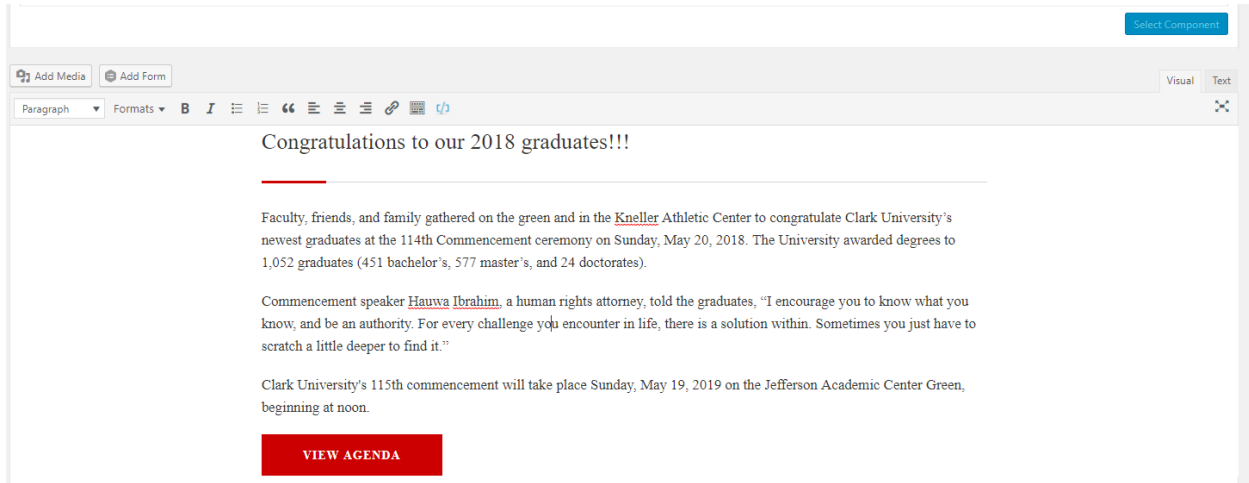 Select Component
Add Media Add Form
Visual Text
Paragraph Formats B I
Congratulations to our 2018 graduates!!!
Faculty, friends, and family gathered on the green and in the Kneller Athletic Center to congratulate Clark University’s
newest graduates at the 114th Commencement ceremony on Sunday, May 20, 2018. The University awarded degrees to
1,052 graduates (451 bachelor’s, 577 master’s, and 24 doctorates).
Commencement speaker Hauwa Ibrahim, a human rights attorney, told the graduates, “I encourage you to know what you
know, and be an authority. For every challenge you encounter in life, there is a solution within. Sometimes you just have to
scratch a little deeper to find it.”
Clark University's 115th commencement will take place Sunday, May 19, 2019 on the Jefferson Academic Center Green,
beginning at noon.
VIEW AGENDA